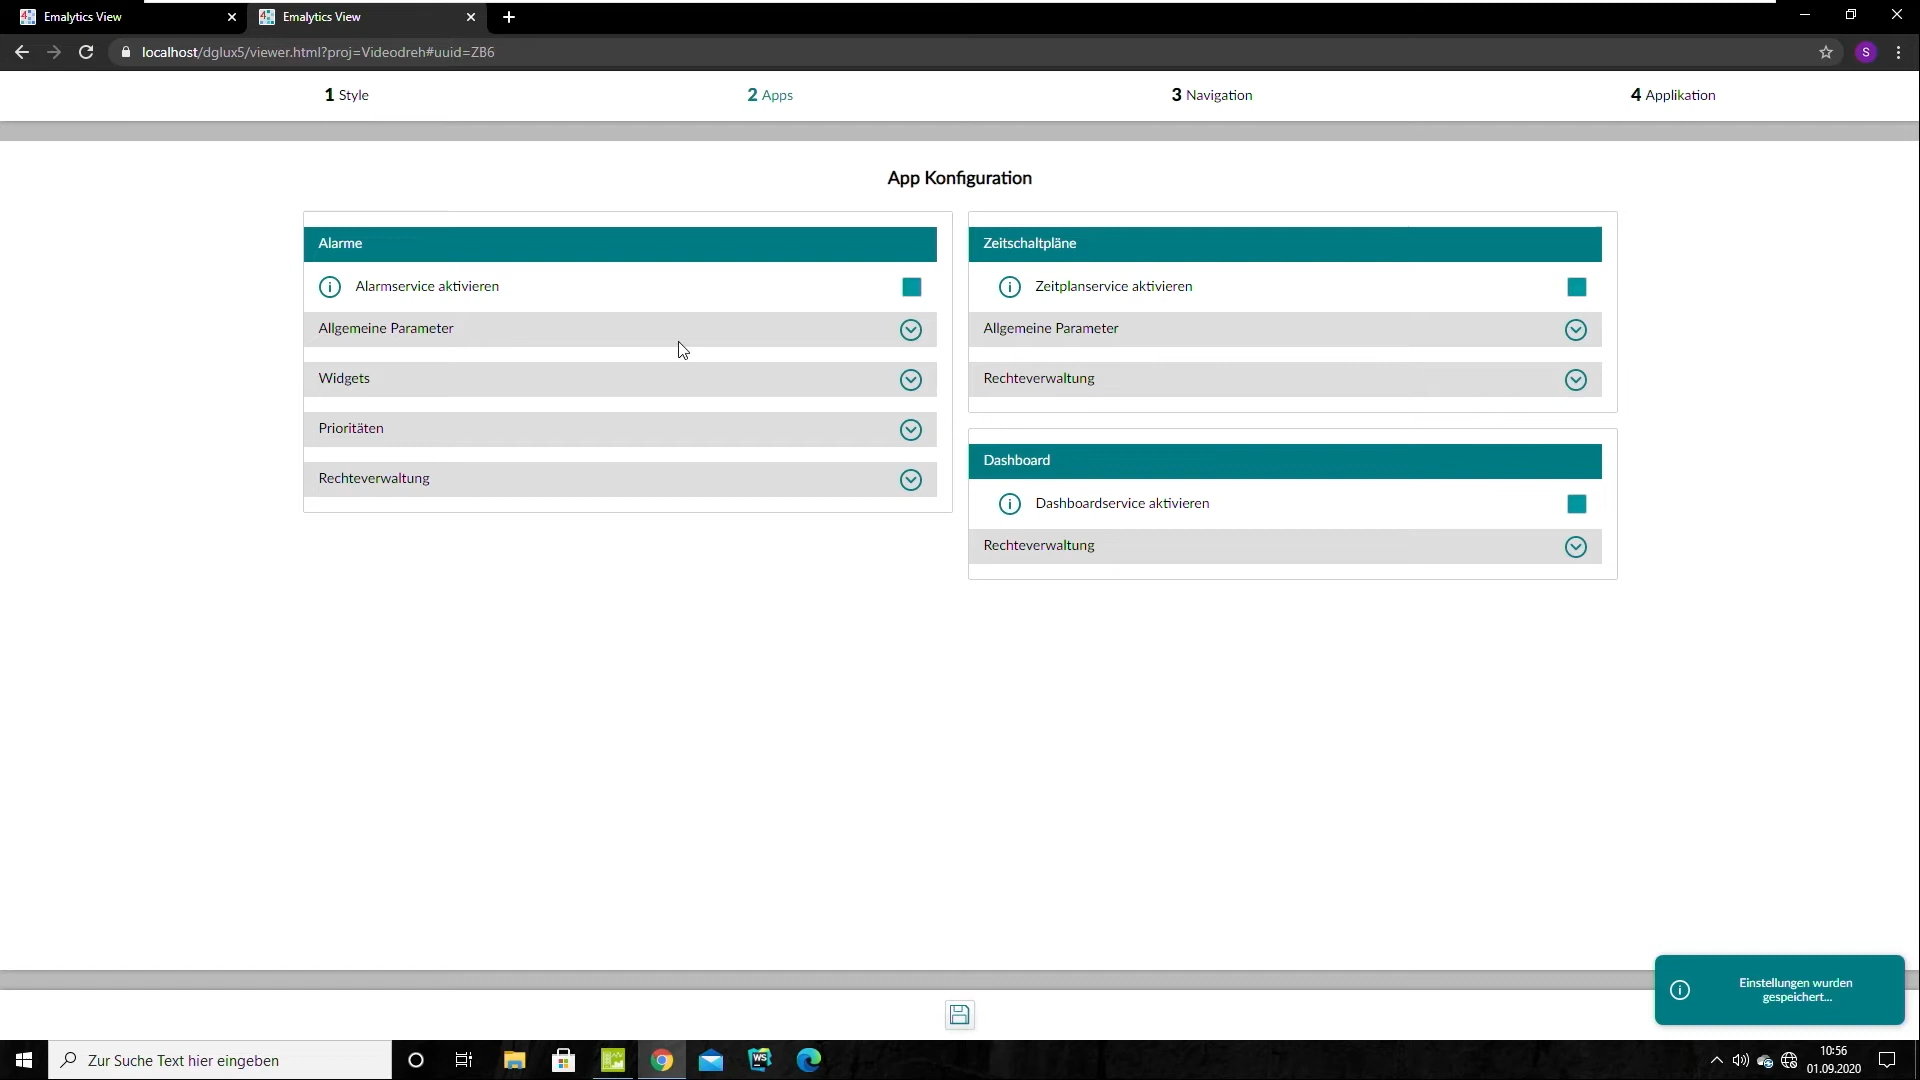 Emalytics View
Emalytics View
localhost/dglux5/viewer.html?proj=Videodreh#uuid=ZB6
S
1 Style
2 Apps
3 Navigation
4 Applikation
App Konfiguration
Alarme
Alarmservice aktivieren
Allgemeine Parameter
Widgets
Prioritäten
Rechteverwaltung
Zeitschaltpläne
Zeitplanservice aktivieren
Allgemeine Parameter
Rechteverwaltung
Dashboard
Dashboardservice aktivieren
Rechteverwaltung
Einstellungen wurden
gespeichert...
Zur Suche Text hier eingeben
WS
10:56
01.09.2020